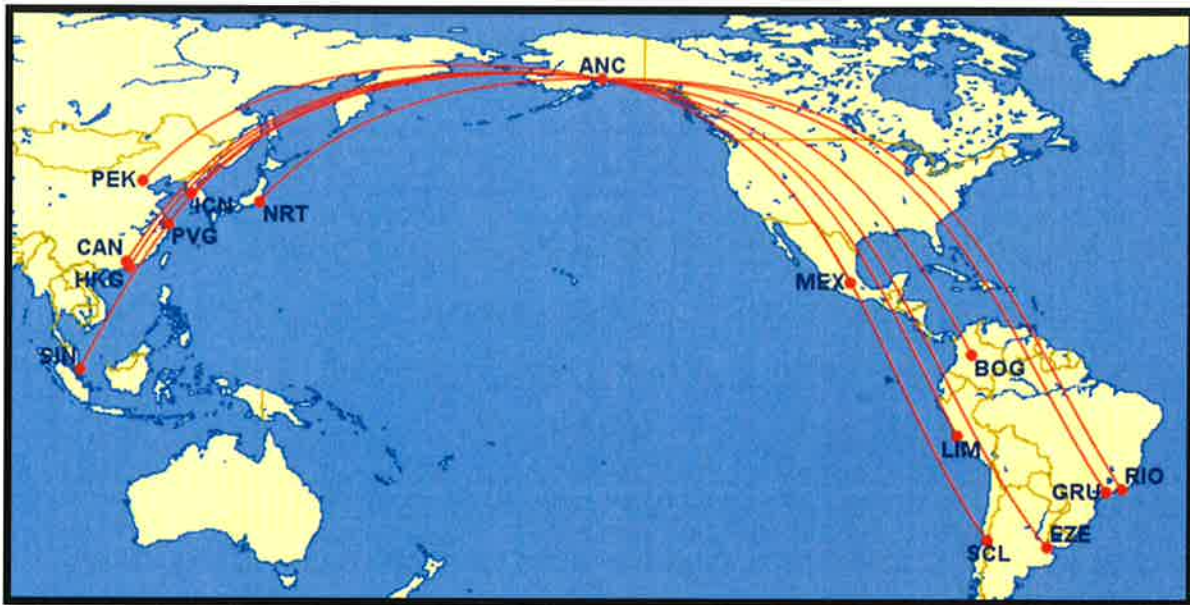 ANC
PEK
ICN
NRT
PVG
CAN
HKG
MEX
SIN
BOG
LIM
GRU
RIO
SCL
EZE